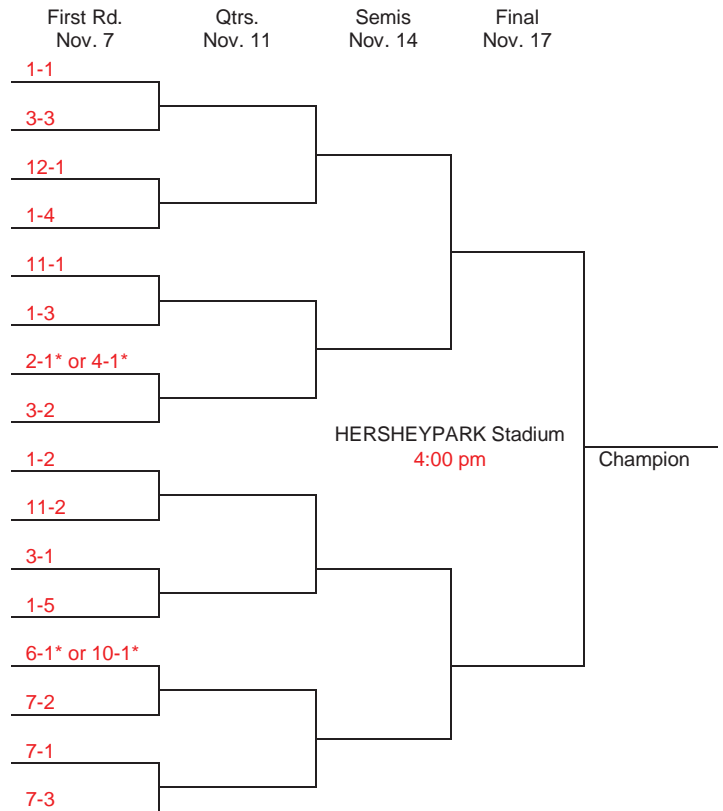 First Rd. Qtrs. Semis Final
Nov. 7 Nov. 11 Nov. 14 Nov. 17
1-1
3-3
12-1
1-4
11-1
1-3
2-1* or 4-1*
3-2
HERSHEYPARK Stadium
4:00 pm Champion
1-2
11-2
3-1
1-5
6-1* or 10-1*
7-2
7-1
7-3